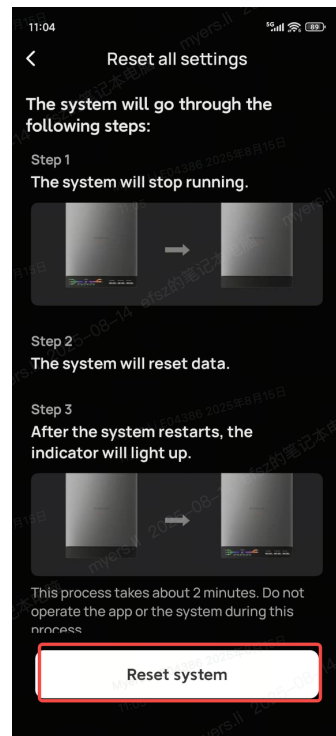 11:04
5G 89
Reset all settings
The system will go through the
following steps:
Step 1
The system will stop running.
Step 2
The system will reset data.
Step 3
After the system restarts, the
indicator will light up.
This process takes about 2 minutes. Do not
operate the app or the system during this
process.
Reset system